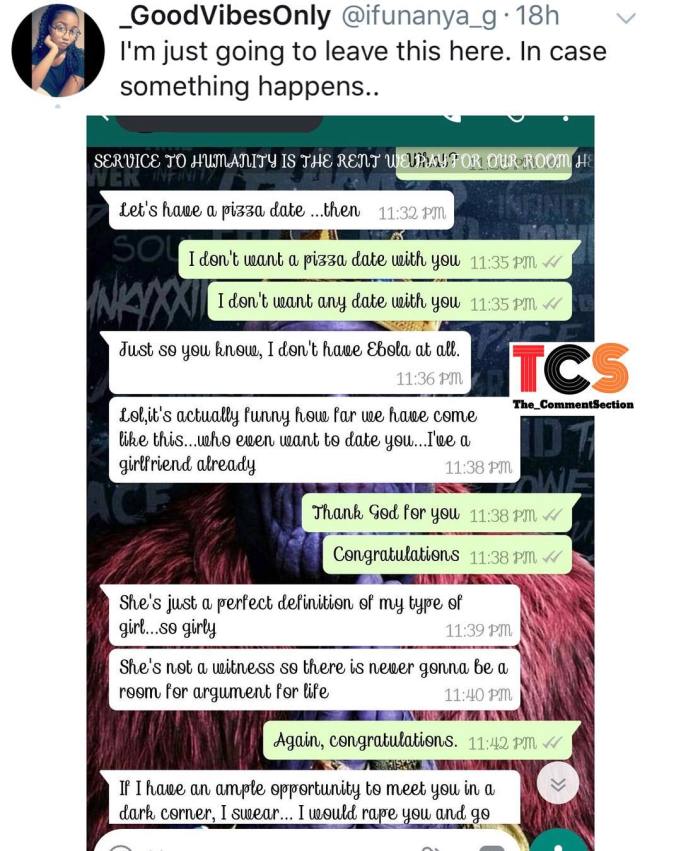 _GoodVibesOnly @ifunanya_g · 18h
I'm just going to leave this here. In case
something happens..
SERVICE TO HUMANITY IS THE RENT WE PAY FOR OUR ROOM HE
Let's have a pizza date ...then 11:32 PM
I don't want a pizza date with you 11:35 PM
I don't want any date with you 11:35 PM
Just so you know, I don't have Ebola at all.
11:36 PM
TCS
The_CommentSection
Lol,it's actually funny how far we have come
like this...who even want to date you...I've a
girlfriend already 11:38 PM
Thank God for you 11:38 PM
Congratulations 11:38 PM
She's just a perfect definition of my type of
girl...so girly 11:39 PM
She's not a witness so there is never gonna be a
room for argument for life 11:40 PM
Again, congratulations. 11:42 PM
If I have an ample opportunity to meet you in a
dark corner, I swear... I would rape you and go